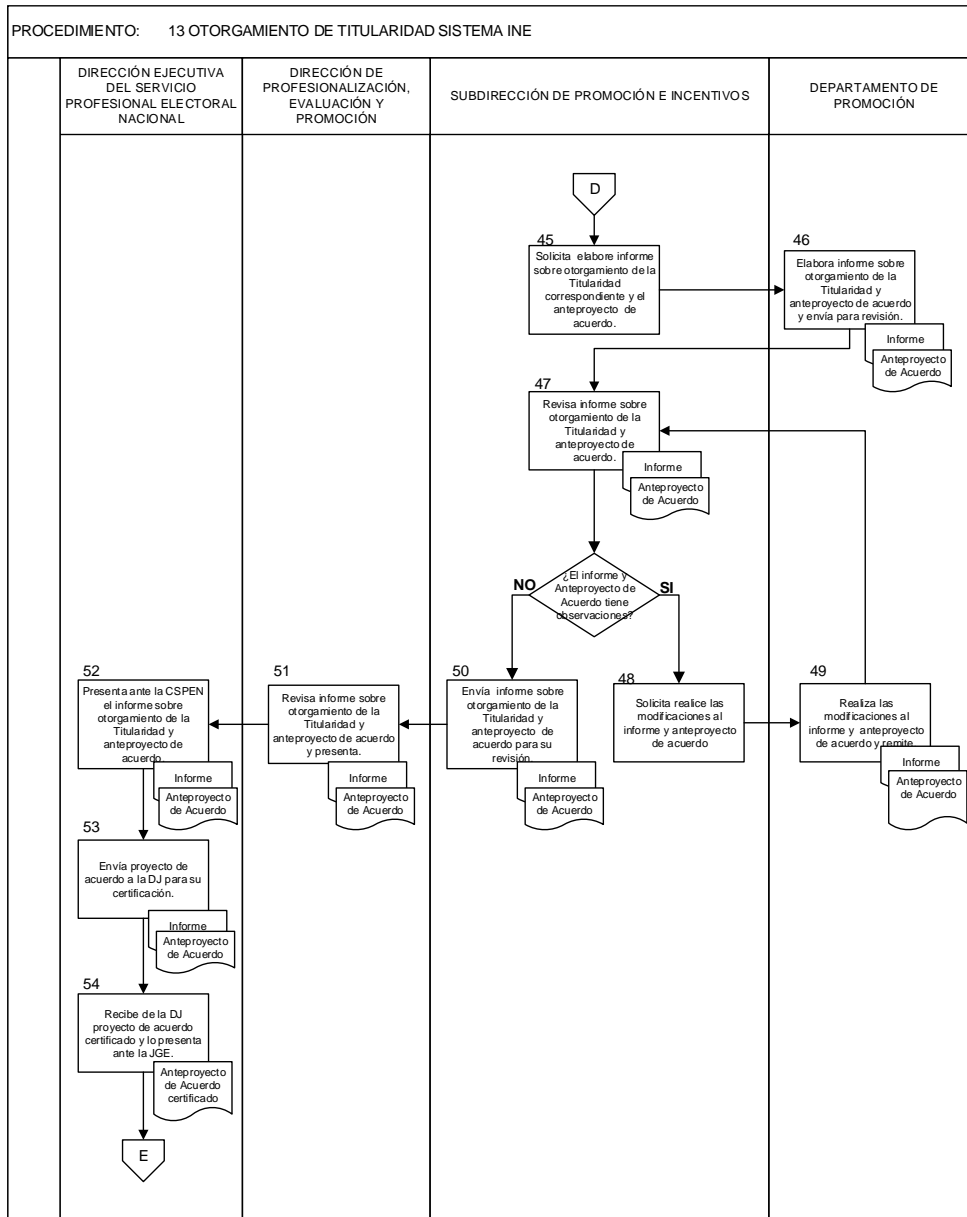 PROCEDIMIENTO: 13 OTORGAMIENTO DE TITULARIDAD SISTEMA INE
DIRECCIÓN EJECUTIVA
DEL SERVICIO
PROFESIONAL ELECTORAL
NACIONAL
DIRECCIÓN DE
PROFESIONALIZACIÓN,
EVALUACIÓN Y
PROMOCIÓN
SUBDIRECCIÓN DE PROMOCIÓN E INCENTIVOS
DEPARTAMENTO DE
PROMOCIÓN
D
45
Solicita elabore informe
sobre otorgamiento de la
Titularidad
correspondiente y el
anteproyecto de
acuerdo.
46
Elabora informe sobre
otorgamiento de la
Titularidad y
anteproyecto de acuerdo
y envía para revisión.
Informe
Anteproyecto
de Acuerdo
47
Revisa informe sobre
otorgamiento de la
Titularidad y
anteproyecto de
acuerdo.
Informe
Anteproyecto
de Acuerdo
¿El informe y
Anteproyecto de
Acuerdo tiene
observaciones?
NO
SI
52
Presenta ante la CSPEN
el informe sobre
otorgamiento de la
Titularidad y
anteproyecto de
acuerdo.
Informe
Anteproyecto
de Acuerdo
51
Revisa informe sobre
otorgamiento de la
Titularidad y
anteproyecto de acuerdo
y presenta.
Informe
Anteproyecto
de Acuerdo
50
Envía informe sobre
otorgamiento de la
Titularidad y
anteproyecto de
acuerdo para su
revisión.
Informe
Anteproyecto
de Acuerdo
48
Solicita realice las
modificaciones al
informe y anteproyecto
de acuerdo
49
Realiza las
modificaciones al
informe y anteproyecto
de acuerdo y remite.
Informe
Anteproyecto
de Acuerdo
53
Envía proyecto de
acuerdo a la DJ para su
certificación.
Informe
Anteproyecto
de Acuerdo
54
Recibe de la DJ
proyecto de acuerdo
certificado y lo presenta
ante la JGE.
Anteproyecto
de Acuerdo
certificado
E